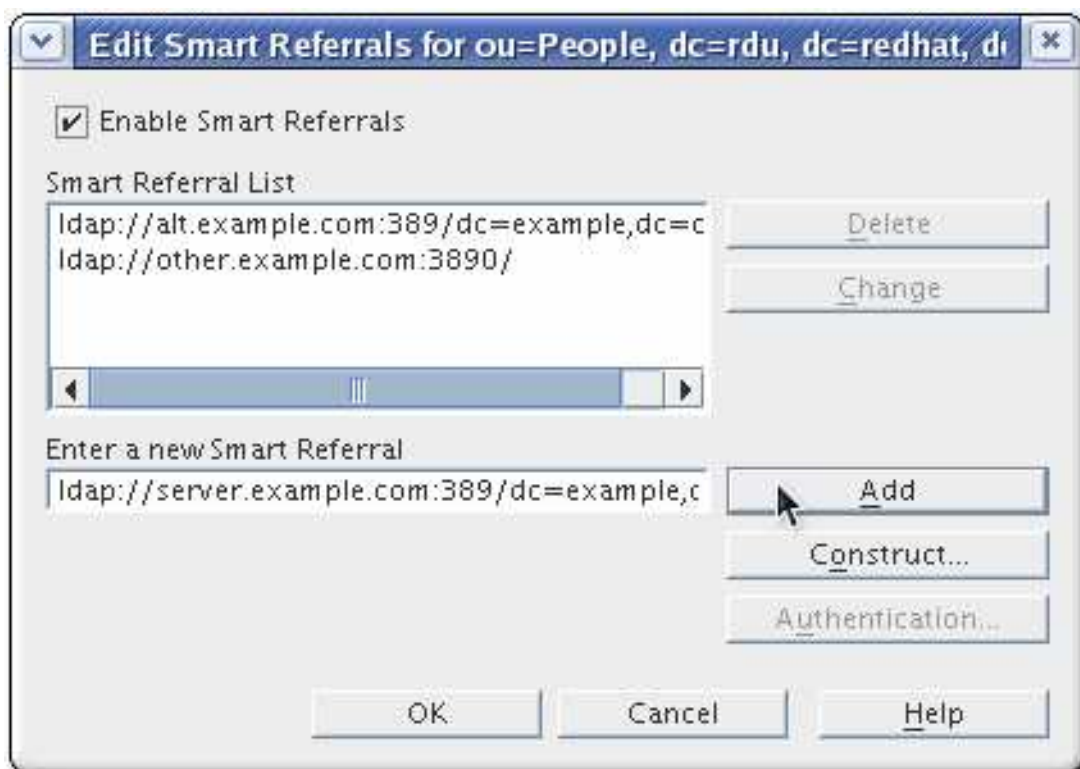 Edit Smart Referrals for ou=People, dc=rdu, dc=redhat,
Enable Smart Referrals
Smart Referral List
ldap://alt.example.com:389/dc=example,dc=c
ldap://other.example.com:3890/
Delete
Change
Enter a new Smart Referral
ldap://server.example.com:389/dc=example,c
Add
Construct...
Authentication...
OK
Cancel
Help